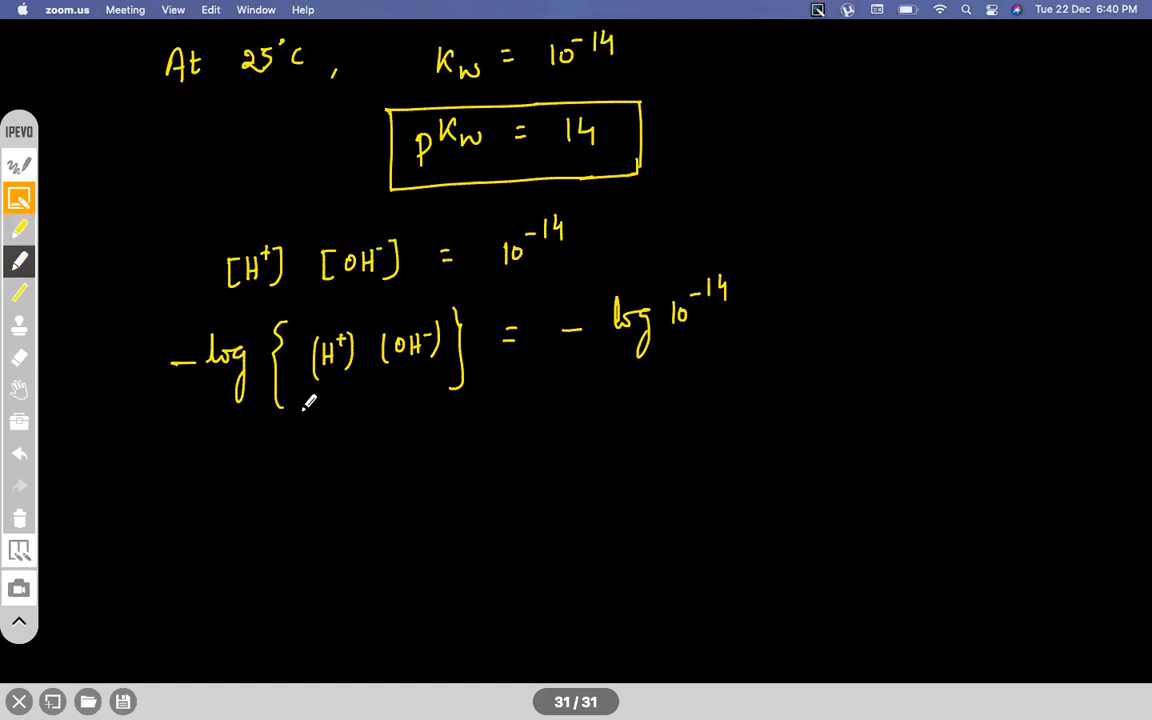 zoom.us Meeting View Edit Window Help Tue 22 Dec 6:40 PM
At 25°C, Kw = 10⁻¹⁴
IPEVO
pKw = 14
[H⁺] [OH⁻] = 10⁻¹⁴
- log { (H⁺) (OH⁻) } = - log 10⁻¹⁴
31 / 31